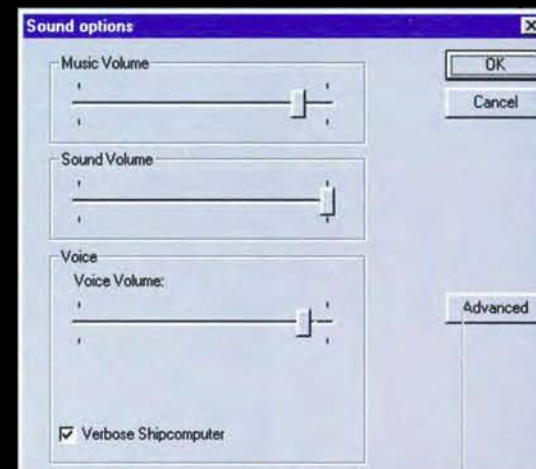 Sound options
Music Volume
OK
Cancel
Sound Volume
Voice
Voice Volume:
Advanced
Verbose Shipcomputer